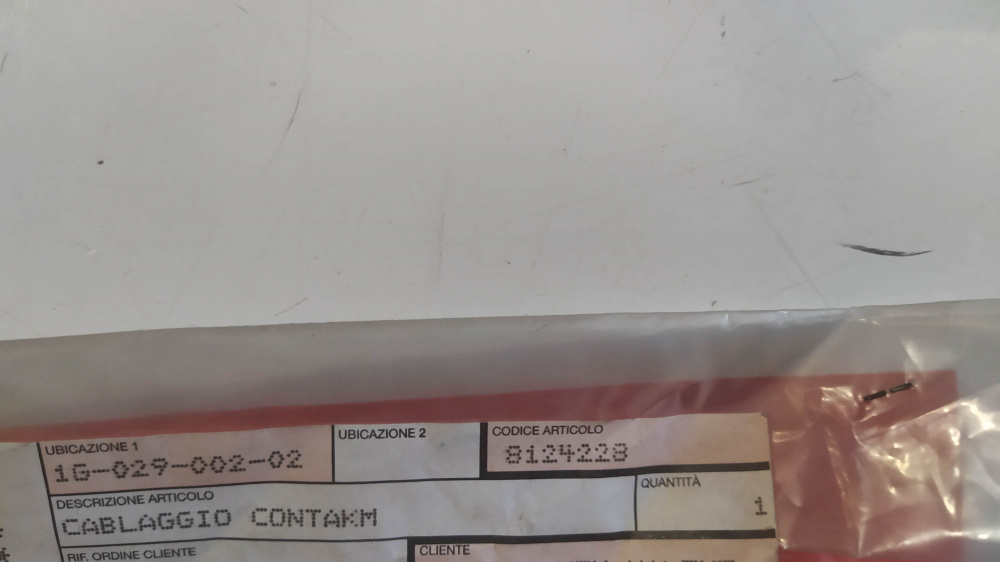 UBICAZIONE 1
1G-029-002-02
UBICAZIONE 2
CODICE ARTICOLO
8124228
DESCRIZIONE ARTICOLO
CABLAGGIO CONTAKM
QUANTITÀ
1
RIF. ORDINE CLIENTE
CLIENTE